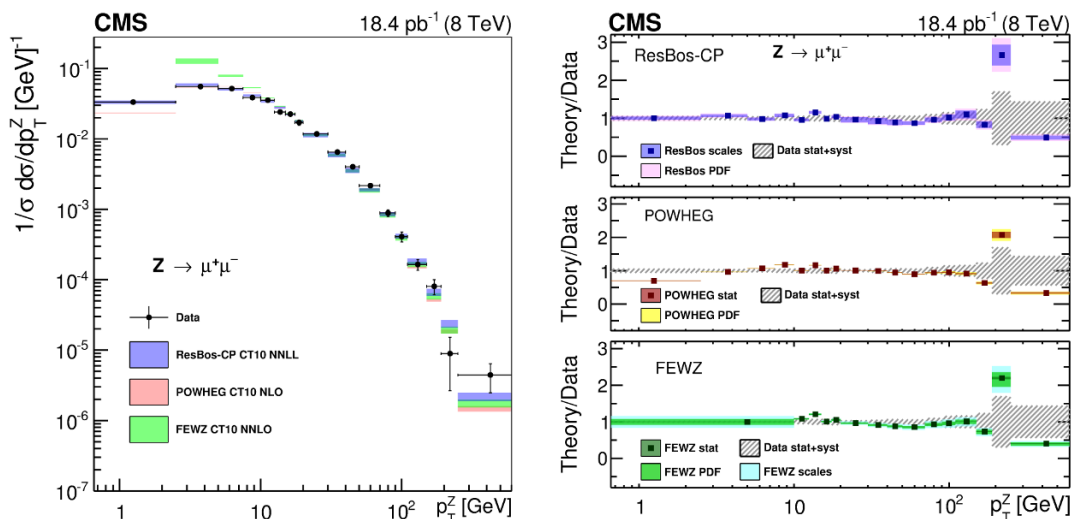 CMS 18.4 pb⁻¹ (8 TeV)
1/σ dσ/dp_T^Z [GeV]⁻¹
10⁻¹
10⁻²
10⁻³
10⁻⁴
10⁻⁵
10⁻⁶
10⁻⁷
Z → μ⁺μ⁻
Data
ResBos-CP CT10 NNLL
POWHEG CT10 NLO
FEWZ CT10 NNLO
1 10 10² p_T^Z [GeV]
CMS 18.4 pb⁻¹ (8 TeV)
Theory/Data
3
2
1
0
ResBos-CP Z → μ⁺μ⁻
ResBos scales Data stat+syst
ResBos PDF
Theory/Data
3
2
1
0
POWHEG
POWHEG stat Data stat+syst
POWHEG PDF
Theory/Data
3
2
1
0
FEWZ
FEWZ stat Data stat+syst
FEWZ PDF FEWZ scales
1 10 10² p_T^Z [GeV]